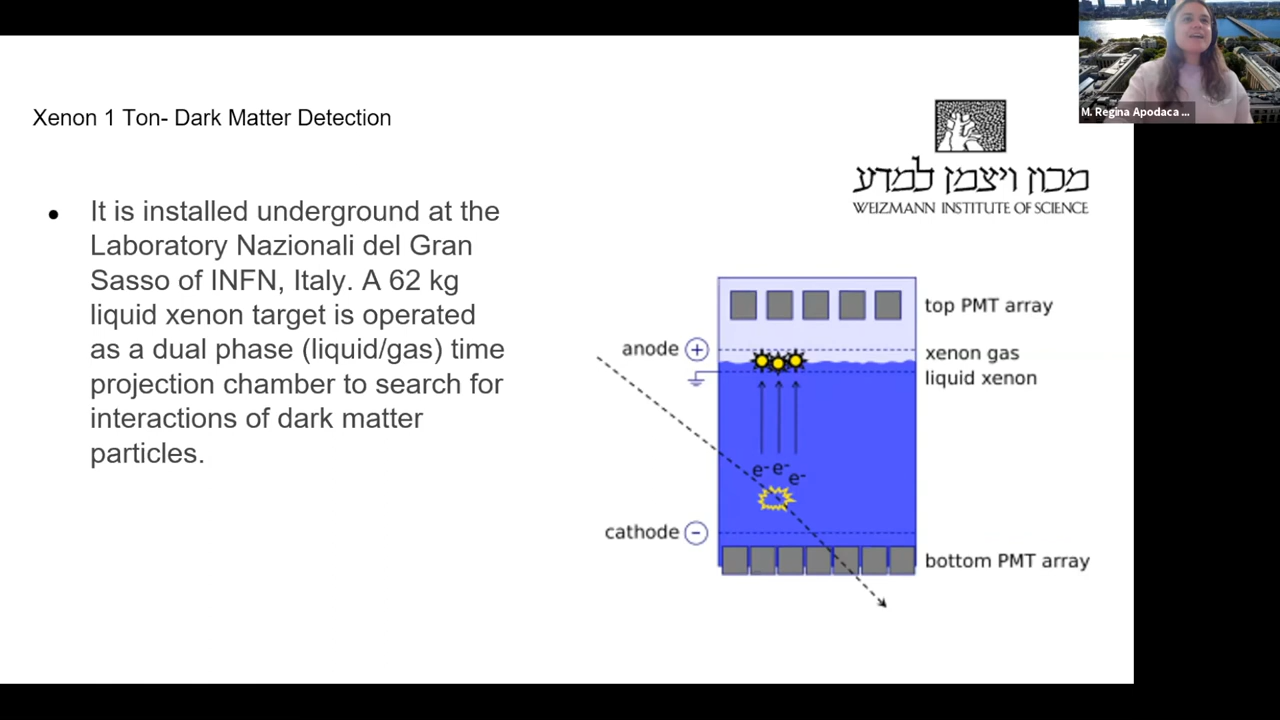 M. Regina Apodaca ...
Xenon 1 Ton- Dark Matter Detection
מכון ויצמן למדע
WEIZMANN INSTITUTE OF SCIENCE
● It is installed underground at the
Laboratory Nazionali del Gran
Sasso of INFN, Italy. A 62 kg
liquid xenon target is operated
as a dual phase (liquid/gas) time
projection chamber to search for
interactions of dark matter
particles.
top PMT array
anode +
xenon gas
liquid xenon
e- e- e-
cathode −
bottom PMT array